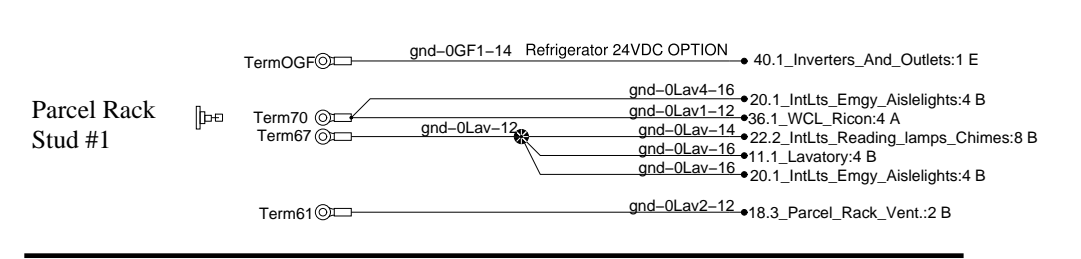 gnd-0GF1-14 Refrigerator 24VDC OPTION
TermOGF 40.1_Inverters_And_Outlets:1 E
gnd-0Lav4-16
20.1_IntLts_Emgy_Aislelights:4 B
Parcel Rack
Stud #1
Term70 gnd-0Lav1-12 36.1_WCL_Ricon:4 A
Term67 gnd-0Lav-12 gnd-0Lav-14 22.2_IntLts_Reading_lamps_Chimes:8 B
gnd-0Lav-16 11.1_Lavatory:4 B
gnd-0Lav-16 20.1_IntLts_Emgy_Aislelights:4 B
Term61 gnd-0Lav2-12 18.3_Parcel_Rack_Vent.:2 B